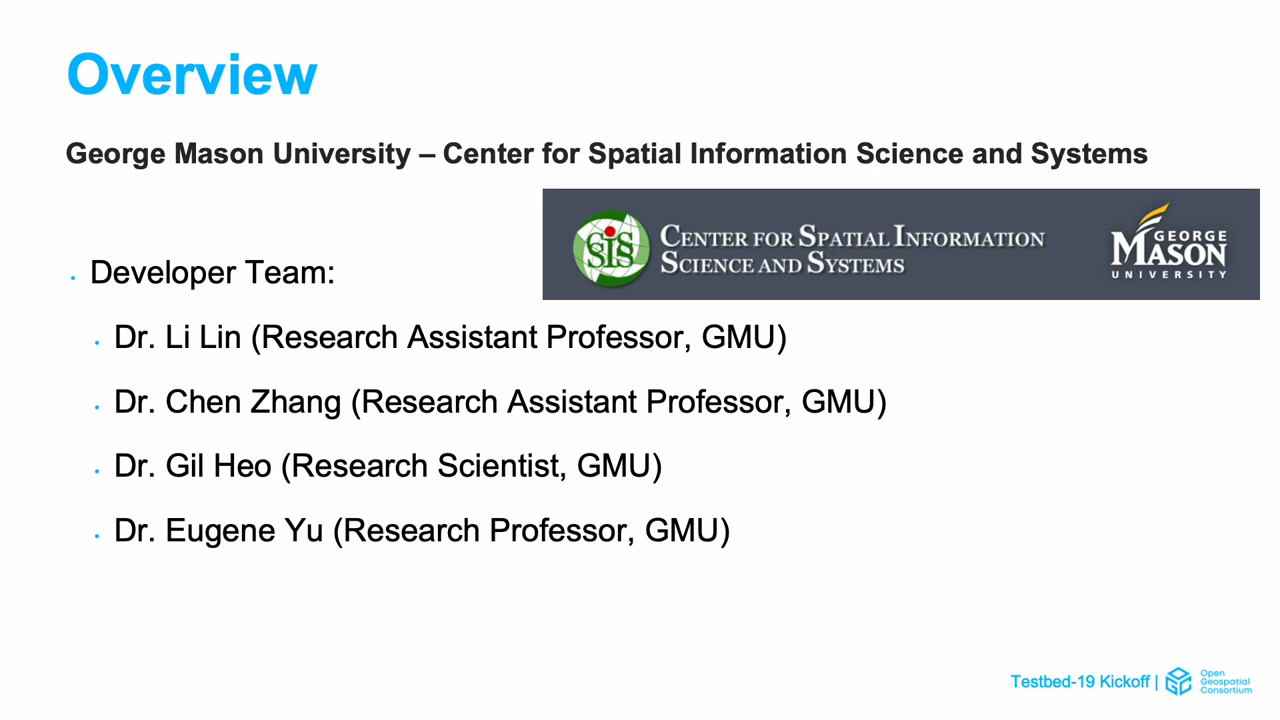 Overview
George Mason University – Center for Spatial Information Science and Systems
CSISS
CENTER FOR SPATIAL INFORMATION
SCIENCE AND SYSTEMS
GEORGE
MASON
UNIVERSITY
• Developer Team:
• Dr. Li Lin (Research Assistant Professor, GMU)
• Dr. Chen Zhang (Research Assistant Professor, GMU)
• Dr. Gil Heo (Research Scientist, GMU)
• Dr. Eugene Yu (Research Professor, GMU)
Testbed-19 Kickoff |
Open
Geospatial
Consortium